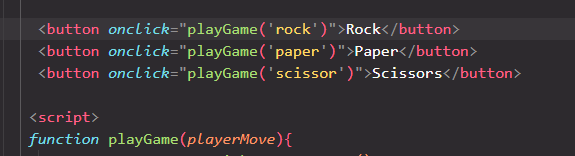 <button onclick="playGame('rock')">Rock</button>
<button onclick="playGame('paper')">Paper</button>
<button onclick="playGame('scissor')">Scissors</button>
<script>
function playGame(playerMove){